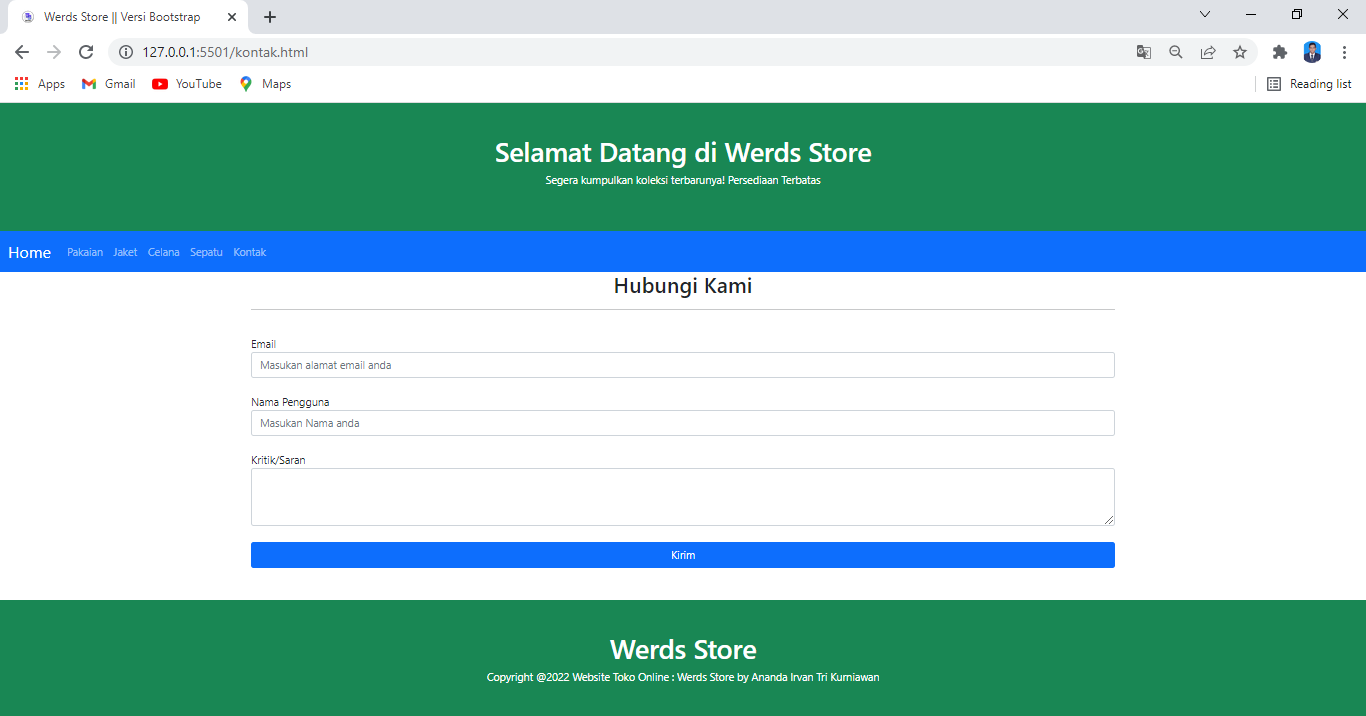 Werds Store || Versi Bootstrap
127.0.0.1:5501/kontak.html
Apps Gmail YouTube Maps Reading list
Selamat Datang di Werds Store
Segera kumpulkan koleksi terbarunya! Persediaan Terbatas
Home Pakaian Jaket Celana Sepatu Kontak
Hubungi Kami
Email
Masukan alamat email anda
Nama Pengguna
Masukan Nama anda
Kritik/Saran
Kirim
Werds Store
Copyright @2022 Website Toko Online : Werds Store by Ananda Irvan Tri Kurniawan